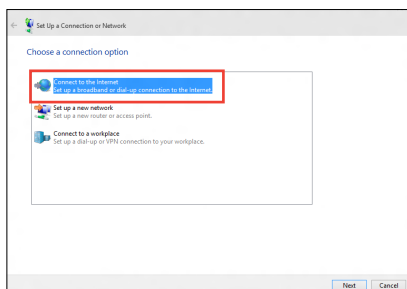 Set Up a Connection or Network
Choose a connection option
Connect to the Internet
Set up a broadband or dial-up connection to the Internet.
Set up a new network
Set up a new router or access point.
Connect to a workplace
Set up a dial-up or VPN connection to your workplace.
Next Cancel